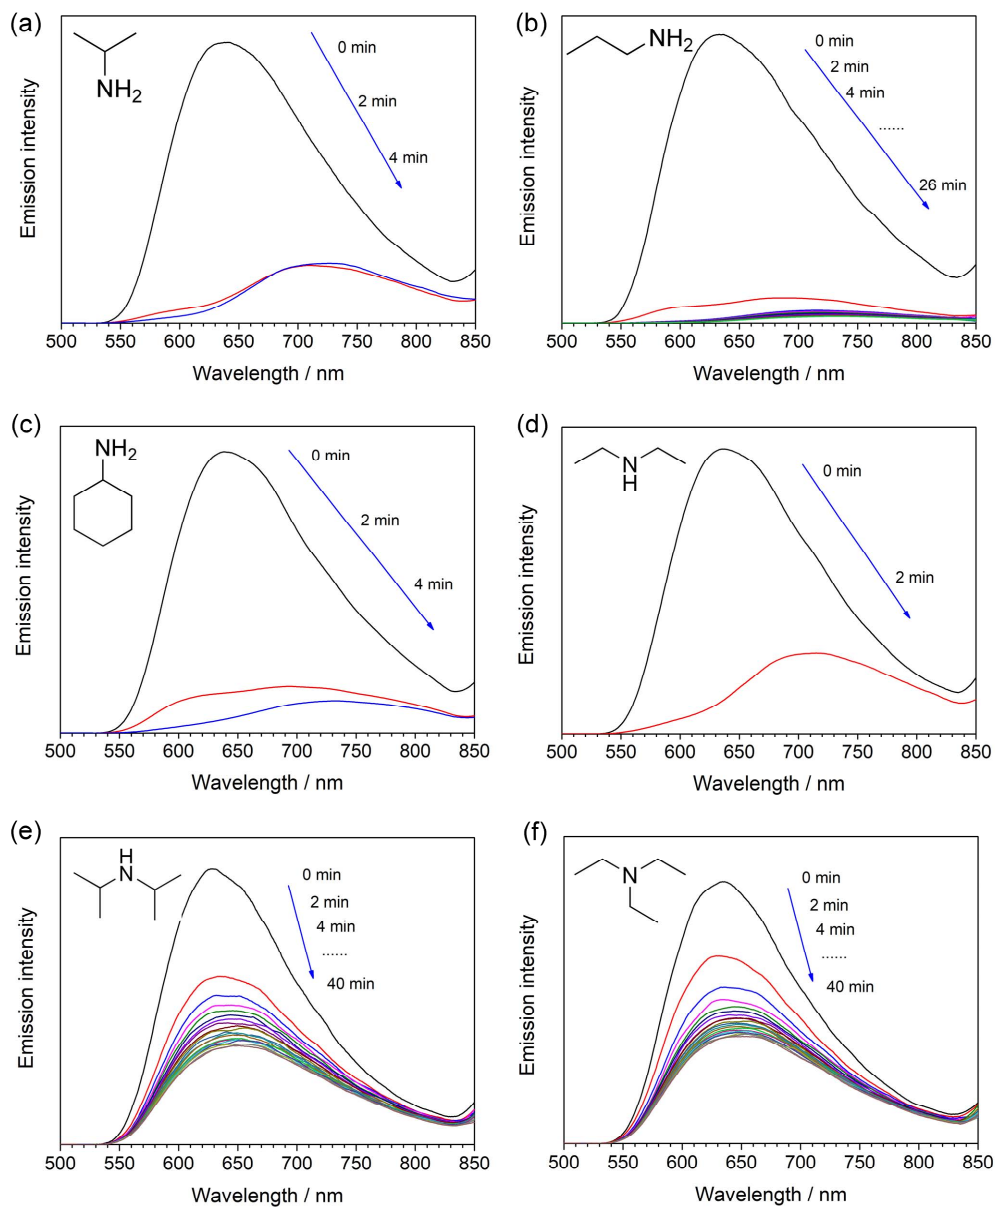 (a)
NH2
0 min
2 min
4 min
Emission intensity
500 550 600 650 700 750 800 850
Wavelength / nm
(b)
NH2
0 min
2 min
4 min
......
26 min
Emission intensity
500 550 600 650 700 750 800 850
Wavelength / nm
(c)
NH2
0 min
2 min
4 min
Emission intensity
500 550 600 650 700 750 800 850
Wavelength / nm
(d)
N
H
0 min
2 min
Emission intensity
500 550 600 650 700 750 800 850
Wavelength / nm
(e)
H
N
0 min
2 min
4 min
......
40 min
Emission intensity
500 550 600 650 700 750 800 850
Wavelength / nm
(f)
N
0 min
2 min
4 min
......
40 min
Emission intensity
500 550 600 650 700 750 800 850
Wavelength / nm